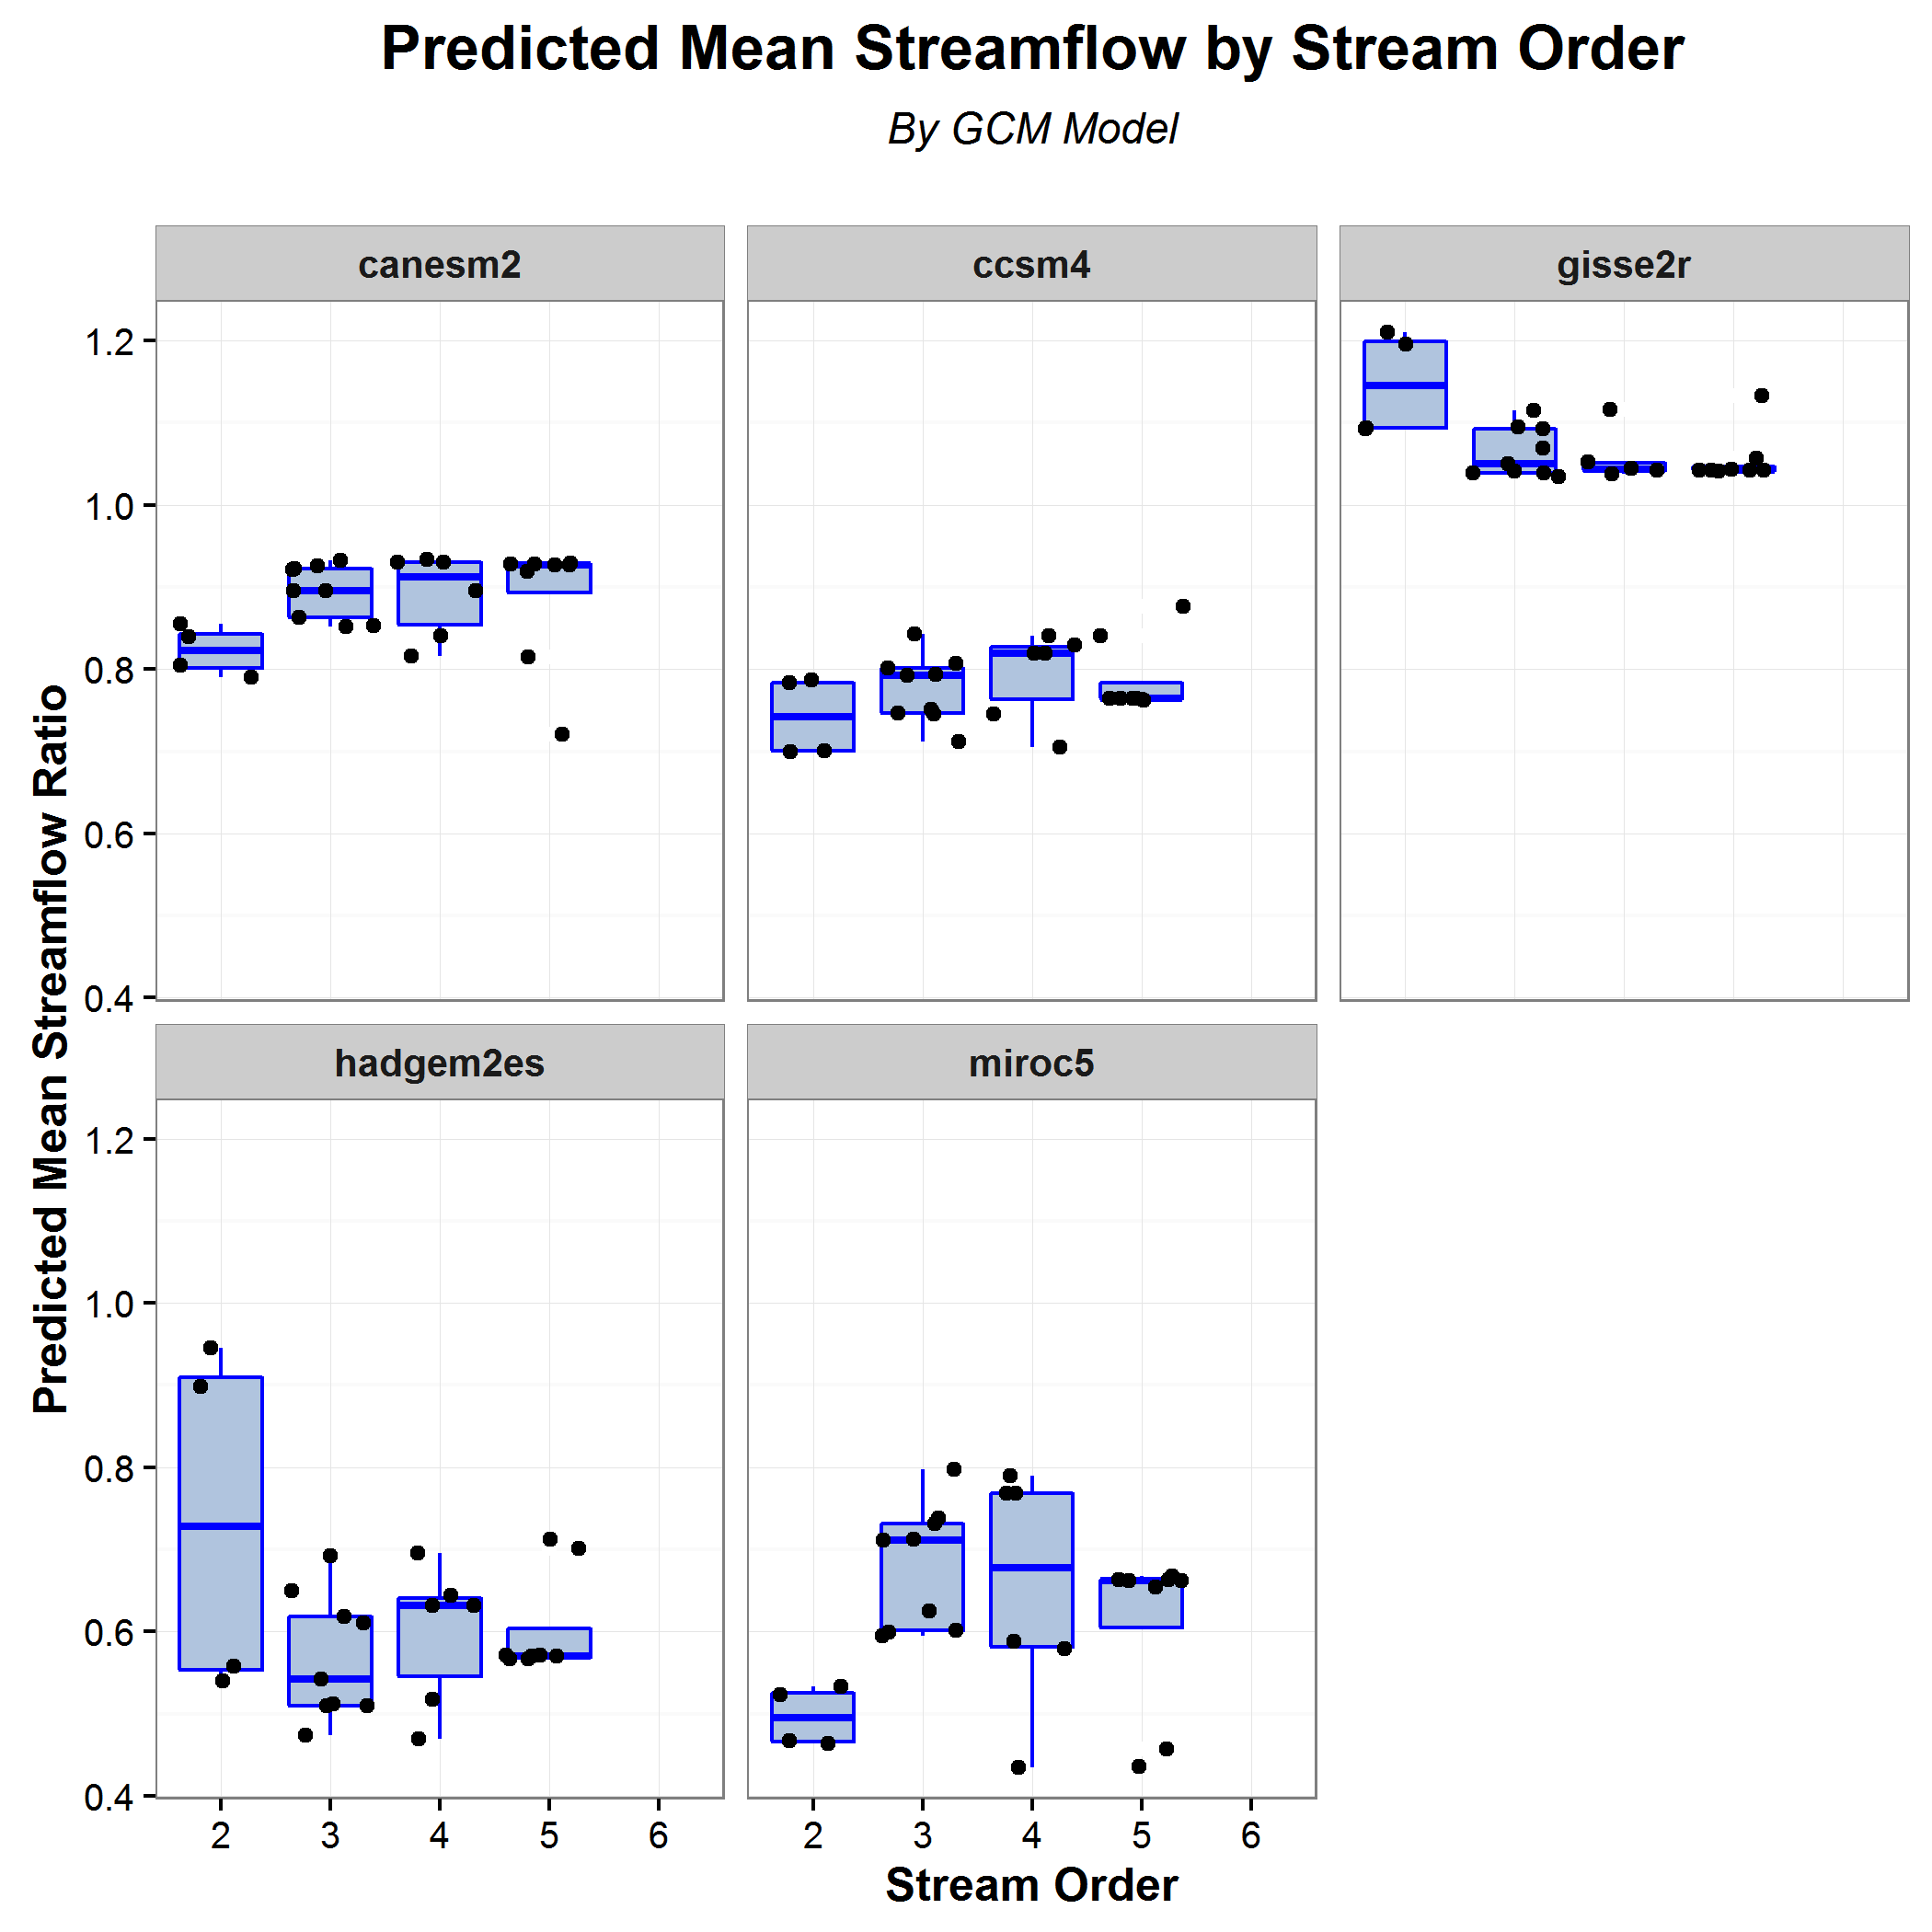 Predicted Mean Streamflow by Stream Order
By GCM Model
canesm2
ccsm4
gisse2r
1.2
1.0
0.8
0.6
0.4
Predicted Mean Streamflow Ratio
hadgem2es
miroc5
1.2
1.0
0.8
0.6
0.4
2 3 4 5 6
2 3 4 5 6
Stream Order